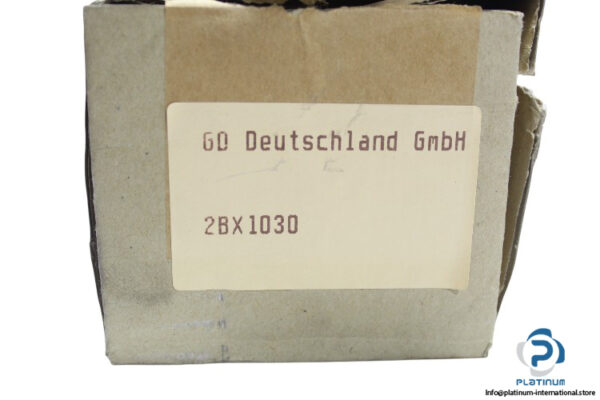 GD Deutschland GmbH
2BX1030
PLATINUM
Info@platinum-international.store